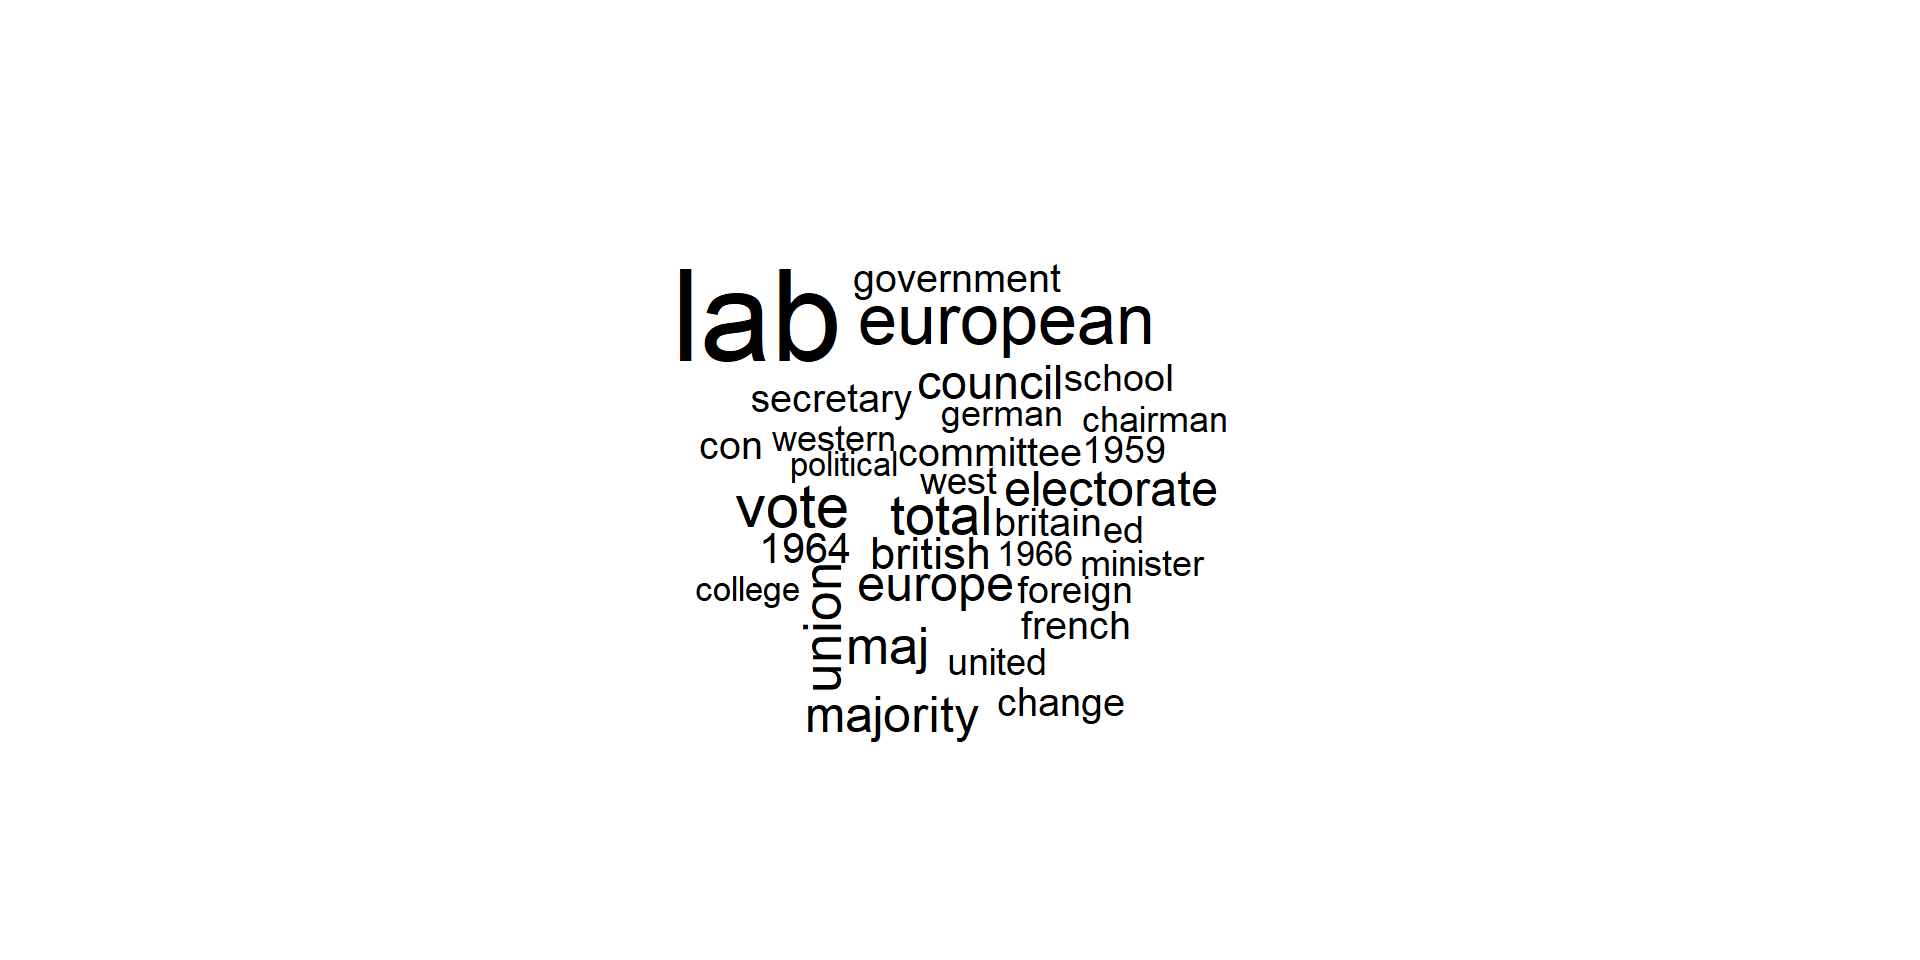 lab government
european
council school
secretary
german chairman
con western committee 1959
political
west electorate
vote total britain ed
1964 british 1966 minister
college union europe foreign
french
maj united
majority change